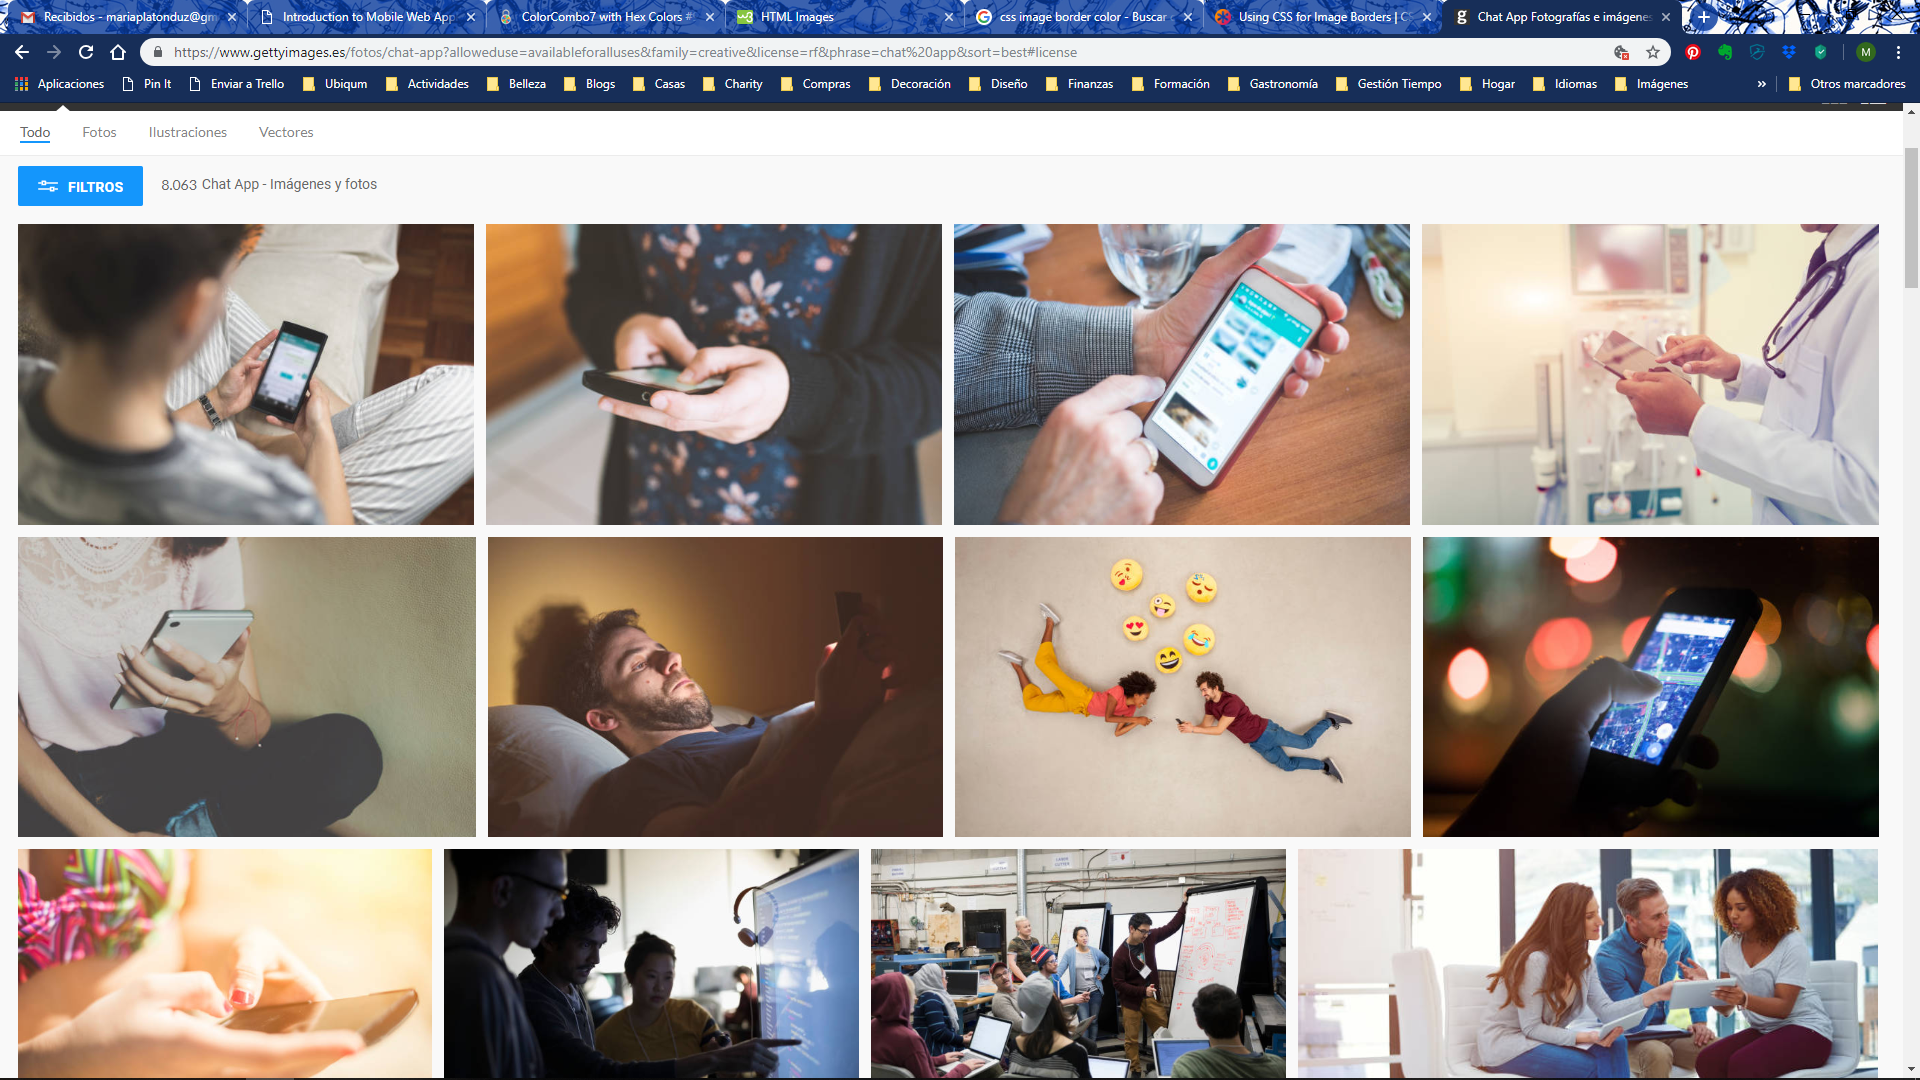 Recibidos - mariaplatonduz@gm
Introduction to Mobile Web App
ColorCombo7 with Hex Colors #
HTML Images
css image border color - Buscar
Using CSS for Image Borders | C
Chat App Fotografías e imágenes
https://www.gettyimages.es/fotos/chat-app?alloweduse=availableforalluses&family=creative&license=rf&phrase=chat%20app&sort=best#license
M
Aplicaciones Pin It Enviar a Trello Ubiqum Actividades Belleza Blogs Casas Charity Compras Decoración Diseño Finanzas Formación Gastronomía Gestión Tiempo Hogar Idiomas Imágenes » Otros marcadores
Todo Fotos Ilustraciones Vectores
FILTROS 8.063 Chat App - Imágenes y fotos